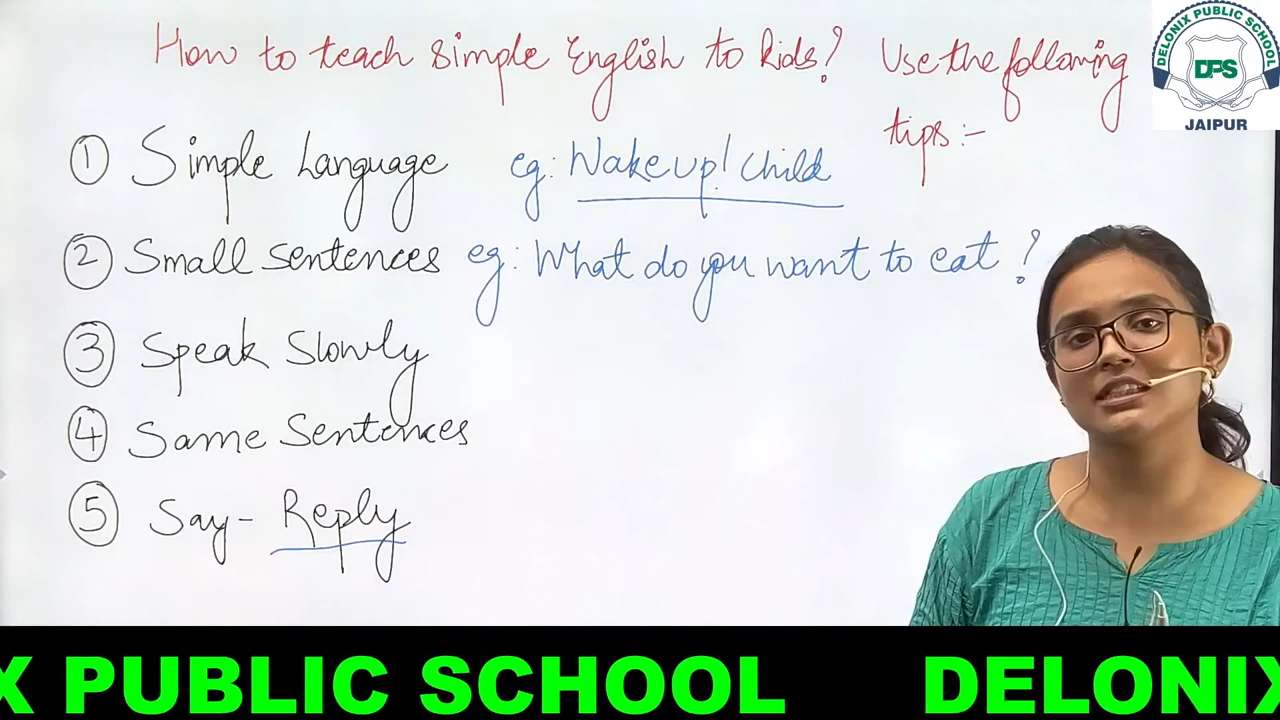 How to teach simple English to kids? Use the following
tips :-
① Simple Language eg: Wake up! Child
② Small sentences eg: What do you want to eat ?
③ Speak Slowly
④ Same Sentences
⑤ Say - Reply
DELONIX PUBLIC SCHOOL
DPS
JAIPUR
X PUBLIC SCHOOL DELONIX